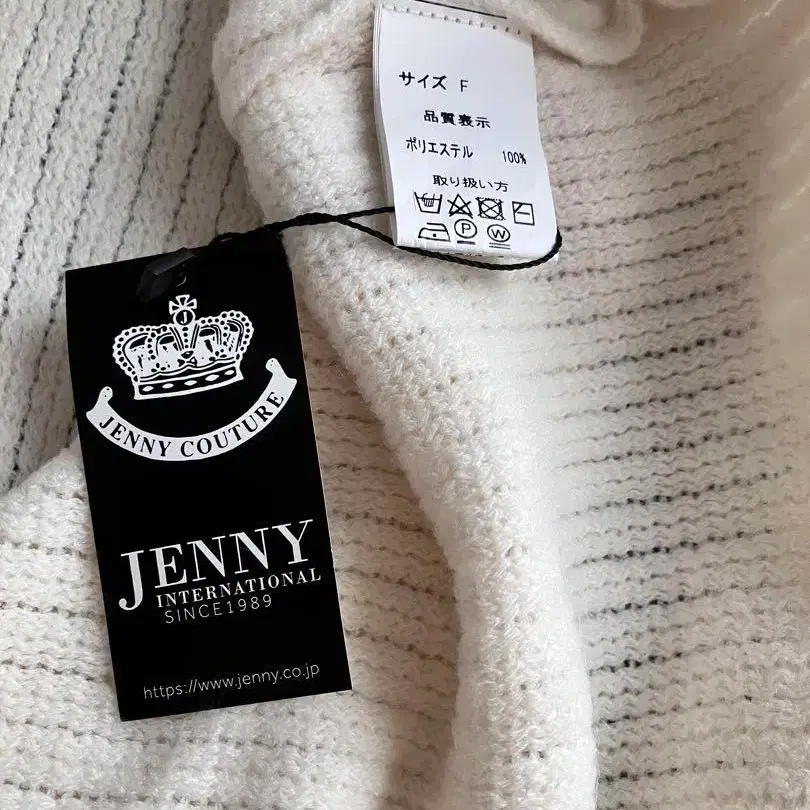 サイズ F
品質表示
ポリエステル 100%
取り扱い方
P W
J
JENNY COUTURE
JENNY
INTERNATIONAL
SINCE1989
https://www.jenny.co.jp